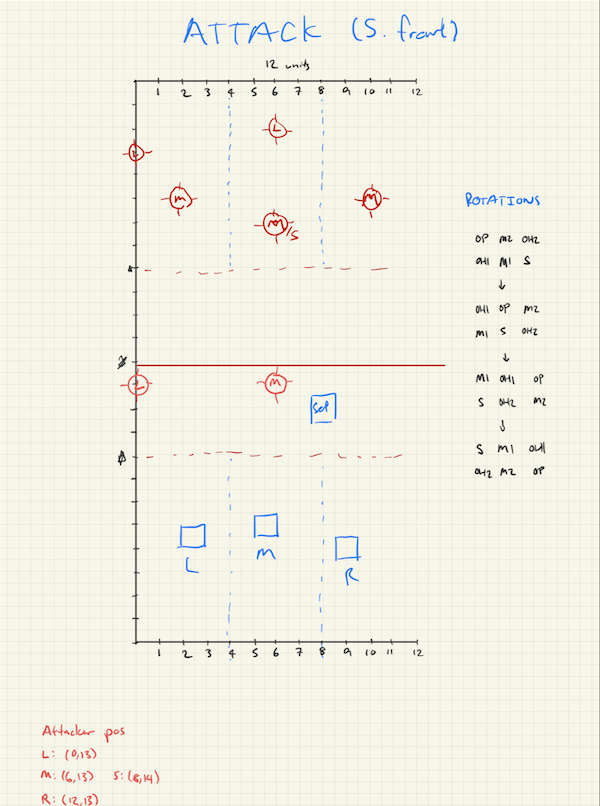 ATTACK (S. front)
12 units
1 2 3 4 5 6 7 8 9 10 11 12
L
L
M
M
M/S
L
M
Set
L
M
R
1 2 3 4 5 6 7 8 9 10 11 12
ROTATIONS
OP M2 OH2
OH1 M1 S
↓
OH1 OP M2
M1 S OH2
↓
M1 OH1 OP
S OH2 M2
↓
S M1 OH1
OH2 M2 OP
Attacker pos
L: (0,13)
M: (6,13) S: (8,14)
R: (12,13)